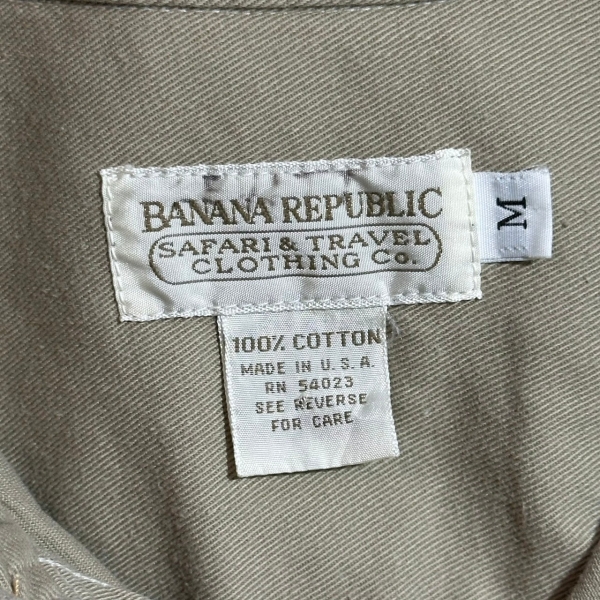 BANANA REPUBLIC
SAFARI & TRAVEL
CLOTHING Co.
M
100% COTTON
MADE IN U.S.A.
RN 54023
SEE REVERSE
FOR CARE